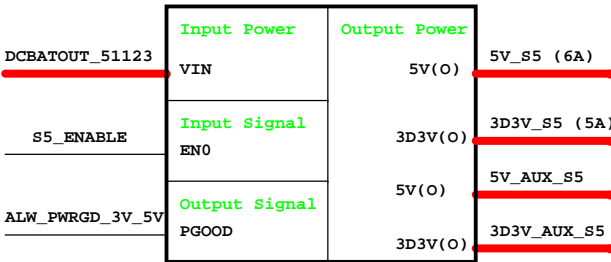 Input Power
Output Power
DCBATOUT_51123
VIN
5V(O)
5V_S5 (6A)
Input Signal
S5_ENABLE
EN0
3D3V(O)
3D3V_S5 (5A)
5V(O)
5V_AUX_S5
Output Signal
ALW_PWRGD_3V_5V
PGOOD
3D3V(O)
3D3V_AUX_S5